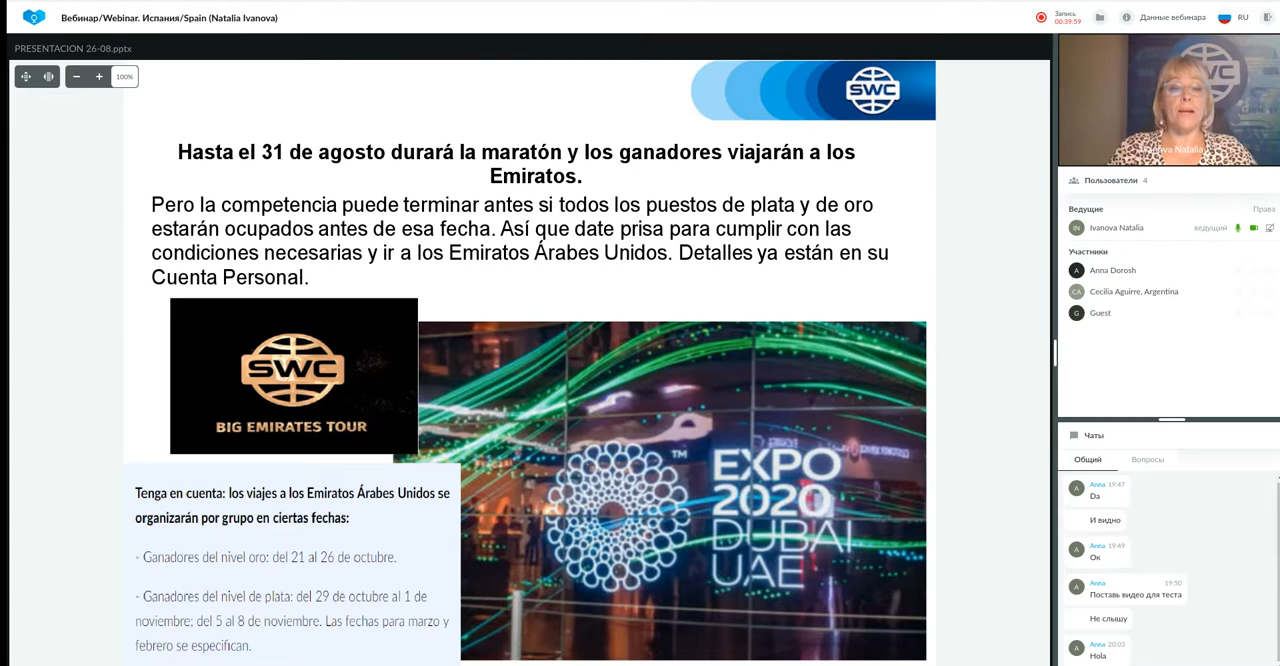 Вебинар/Webinar. Испания/Spain (Natalia Ivanova)
Запись
00:39:59
Данные вебинара
RU
PRESENTACION 26-08.pptx
100%
SWC
Hasta el 31 de agosto durará la maratón y los ganadores viajarán a los
Emiratos.
Pero la competencia puede terminar antes si todos los puestos de plata y de oro
estarán ocupados antes de esa fecha. Así que date prisa para cumplir con las
condiciones necesarias y ir a los Emiratos Árabes Unidos. Detalles ya están en su
Cuenta Personal.
SWC
BIG EMIRATES TOUR
TM
EXPO
2020
DUBAI
UAE
Tenga en cuenta: los viajes a los Emiratos Árabes Unidos se
organizarán por grupo en ciertas fechas:
- Ganadores del nivel oro: del 21 al 26 de octubre.
- Ganadores del nivel de plata: del 29 de octubre al 1 de
noviembre; del 5 al 8 de noviembre. Las fechas para marzo y
febrero se especifican.
Ivanova Natalia
Пользователи 4
Ведущие Права
IN Ivanova Natalia ведущий
Участники
A Anna Dorosh
CA Cecilia Aguirre, Argentina
G Guest
Чаты
Общий Вопросы
A Anna 19:47
Da
И видно
A Anna 19:49
Ок
A Anna 19:50
Поставь видео для теста
Не слышу
A Anna 20:03
Hola